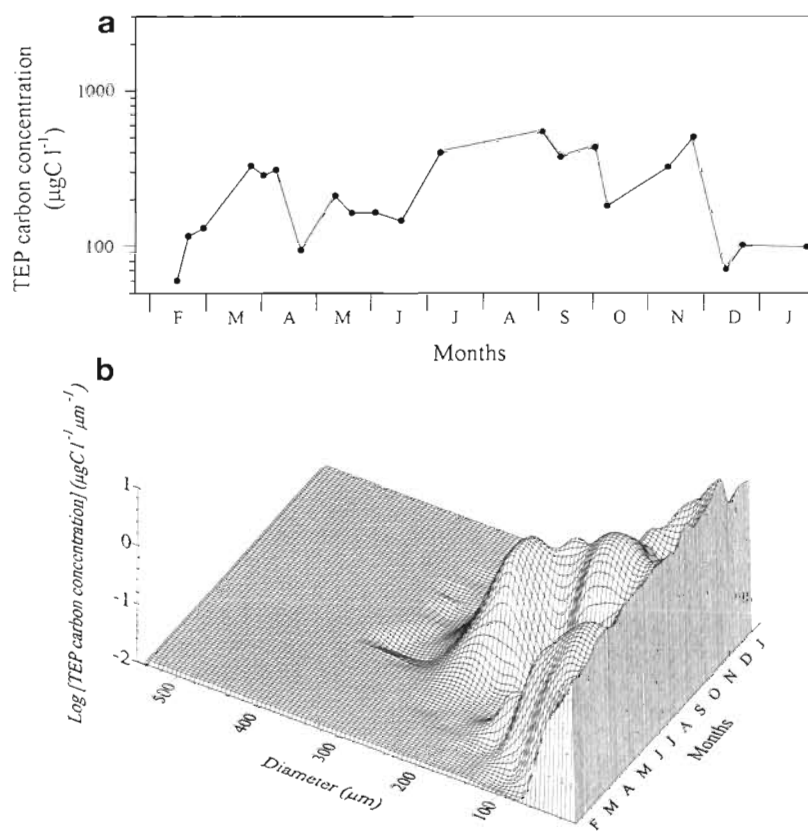 a
TEP carbon concentration
(µgC l⁻¹)
1000
100
F M A M J J A S O N D J
Months
b
Log [TEP carbon concentration] (µgC l⁻¹ µm⁻¹)
1
0
-1
-2
500 400 300 200 100
Diameter (µm)
F M A M J J A S O N D J
Months